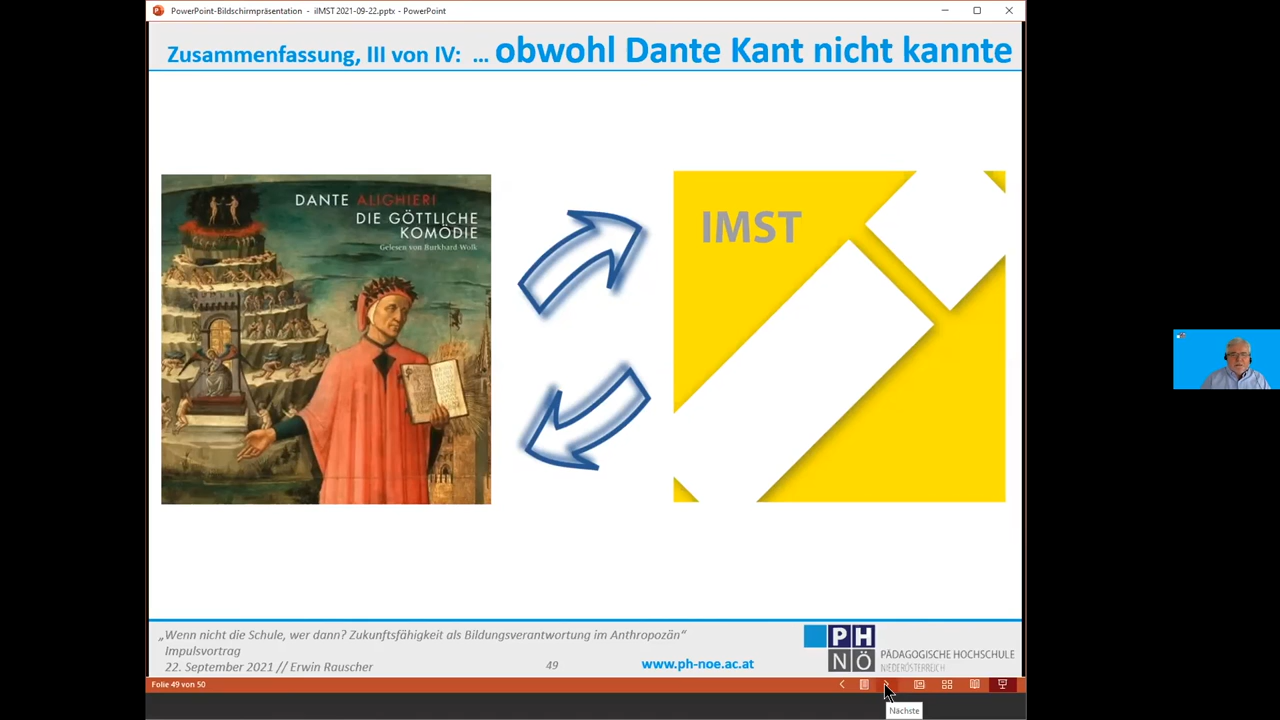 PowerPoint-Bildschirmpräsentation - iIMST 2021-09-22.pptx - PowerPoint
Zusammenfassung, III von IV: ... obwohl Dante Kant nicht kannte
DANTE ALIGHIERI
DIE GÖTTLICHE
KOMÖDIE
Gelesen von Burkhard Wolk
IMST
„Wenn nicht die Schule, wer dann? Zukunftsfähigkeit als Bildungsverantwortung im Anthropozän“
Impulsvortrag
22. September 2021 // Erwin Rauscher
49
www.ph-noe.ac.at
PH
NÖ
PÄDAGOGISCHE HOCHSCHULE
NIEDERÖSTERREICH
Folie 49 von 50
Nächste